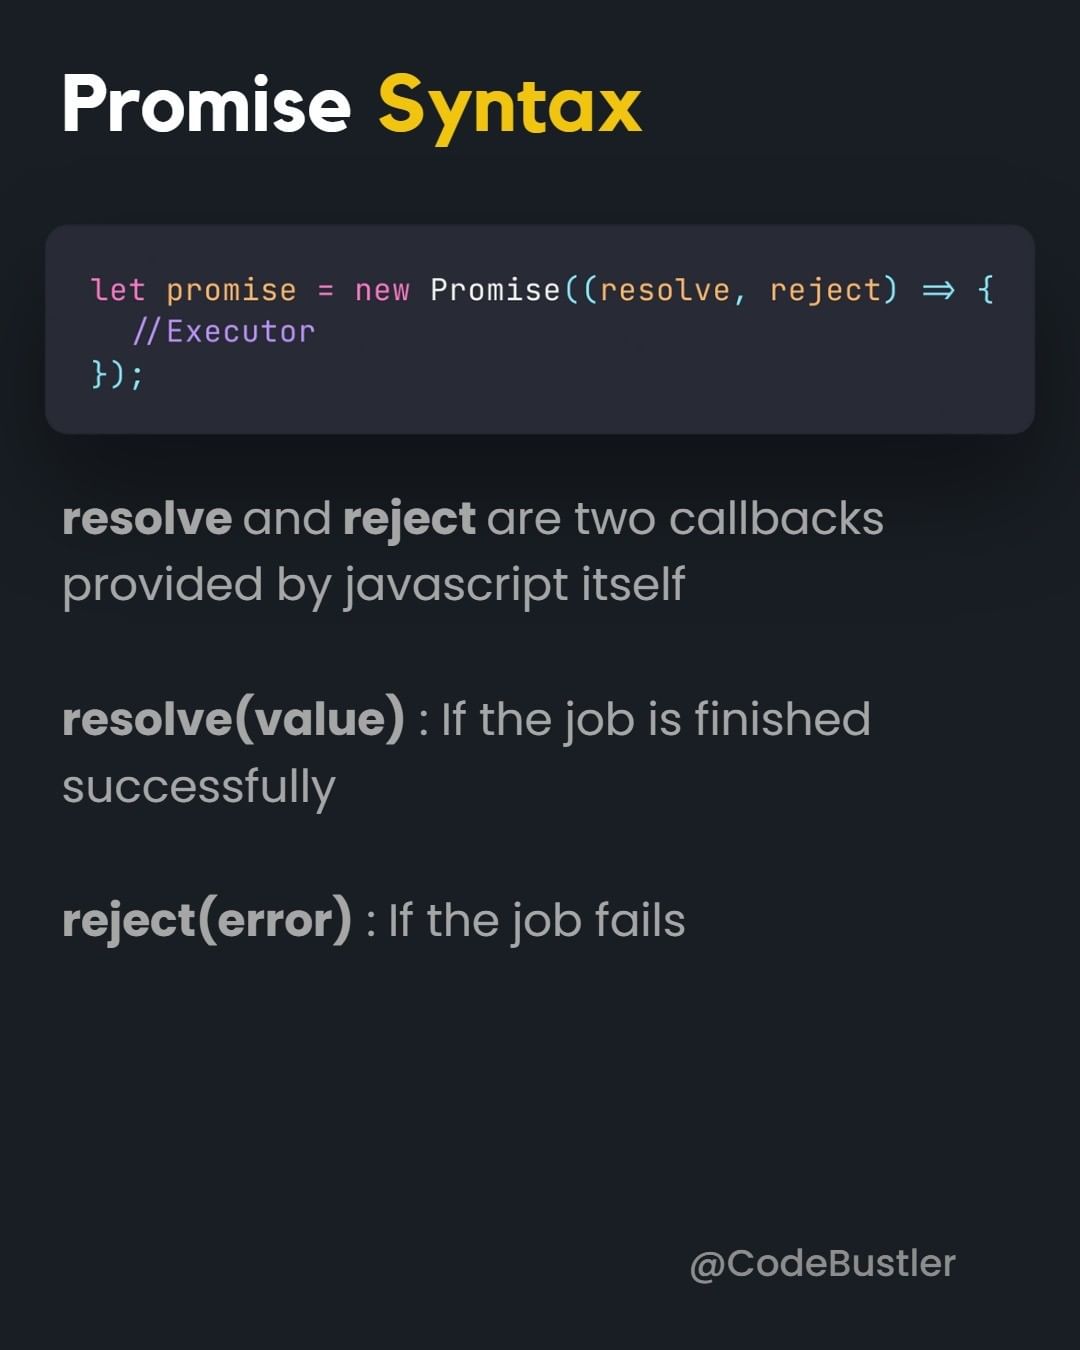 Promise Syntax
let promise = new Promise((resolve, reject) => {
//Executor
});
resolve and reject are two callbacks
provided by javascript itself
resolve(value) : If the job is finished
successfully
reject(error) : If the job fails
@CodeBustler